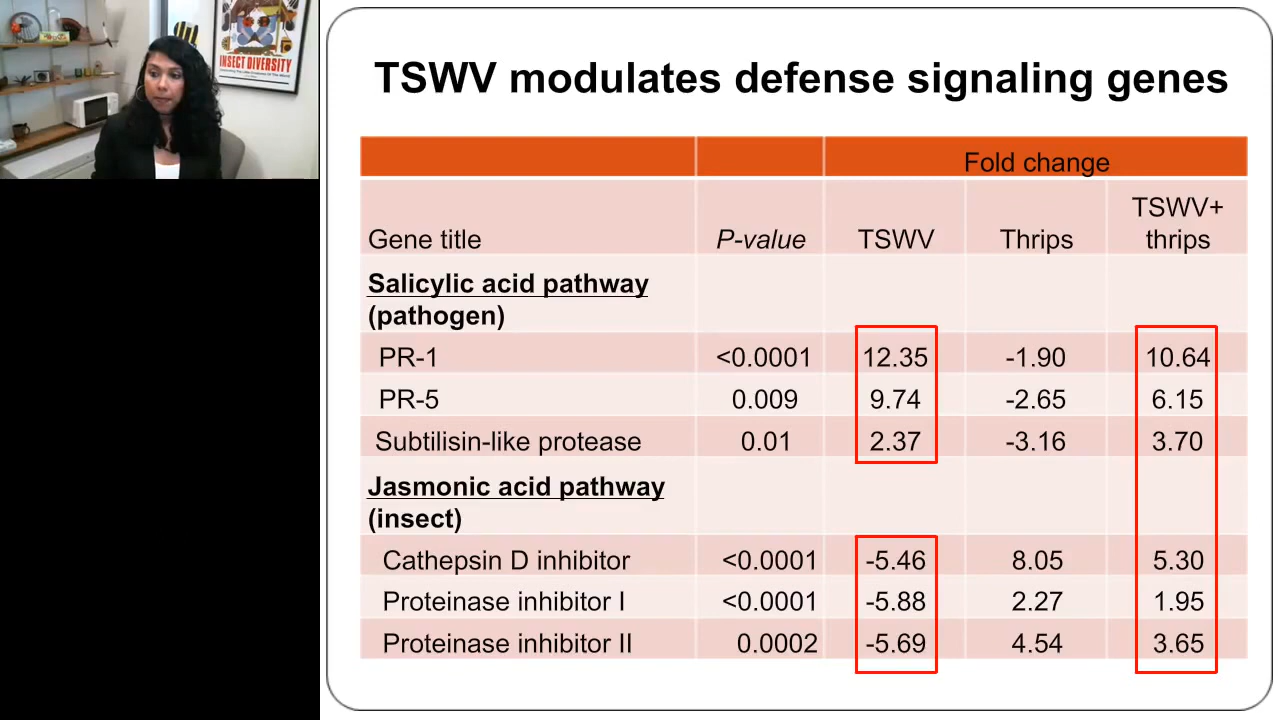 INSECT DIVERSITY
TSWV modulates defense signaling genes
Fold change
Gene title P-value TSWV Thrips TSWV+ thrips
Salicylic acid pathway
(pathogen)
PR-1 <0.0001 12.35 -1.90 10.64
PR-5 0.009 9.74 -2.65 6.15
Subtilisin-like protease 0.01 2.37 -3.16 3.70
Jasmonic acid pathway
(insect)
Cathepsin D inhibitor <0.0001 -5.46 8.05 5.30
Proteinase inhibitor I <0.0001 -5.88 2.27 1.95
Proteinase inhibitor II 0.0002 -5.69 4.54 3.65